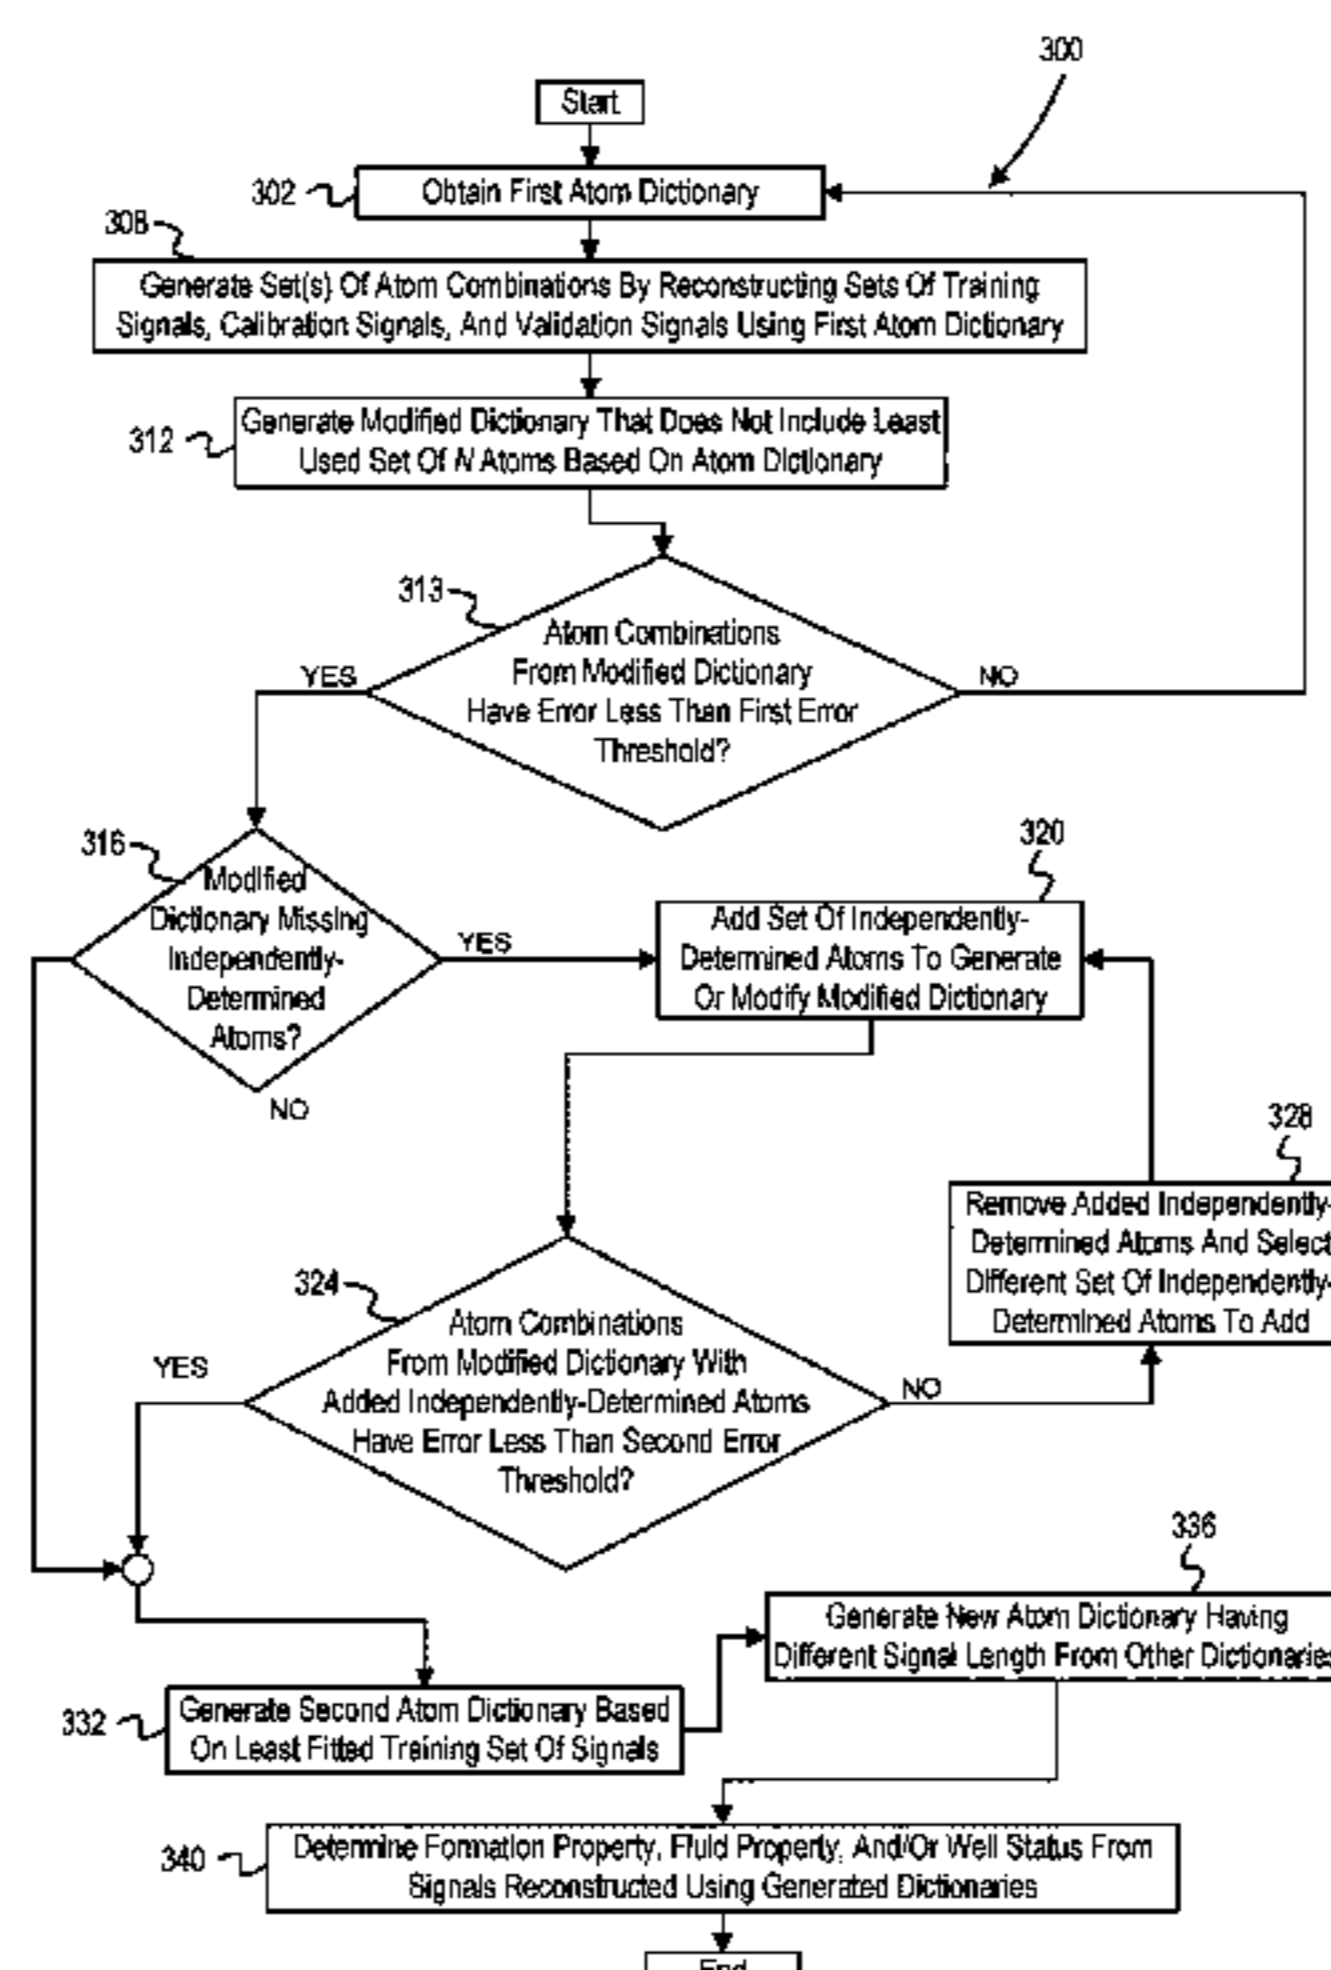 300
Start
302
Obtain First Atom Dictionary
308
Generate Set(s) Of Atom Combinations By Reconstructing Sets Of Training
Signals, Calibration Signals, And Validation Signals Using First Atom Dictionary
312
Generate Modified Dictionary That Does Not Include Least
Used Set Of N Atoms Based On Atom Dictionary
313
Atom Combinations
From Modified Dictionary
Have Error Less Than First Error
Threshold?
YES
NO
316
Modified
Dictionary Missing
Independently-
Determined
Atoms?
YES
NO
320
Add Set Of Independently-
Determined Atoms To Generate
Or Modify Modified Dictionary
328
Remove Added Independently-
Determined Atoms And Select
Different Set Of Independently-
Determined Atoms To Add
324
Atom Combinations
From Modified Dictionary With
Added Independently-Determined Atoms
Have Error Less Than Second Error
Threshold?
YES
NO
336
Generate New Atom Dictionary Having
Different Signal Length From Other Dictionaries
332
Generate Second Atom Dictionary Based
On Least Fitted Training Set Of Signals
340
Determine Formation Property, Fluid Property, And/Or Well Status From
Signals Reconstructed Using Generated Dictionaries
End